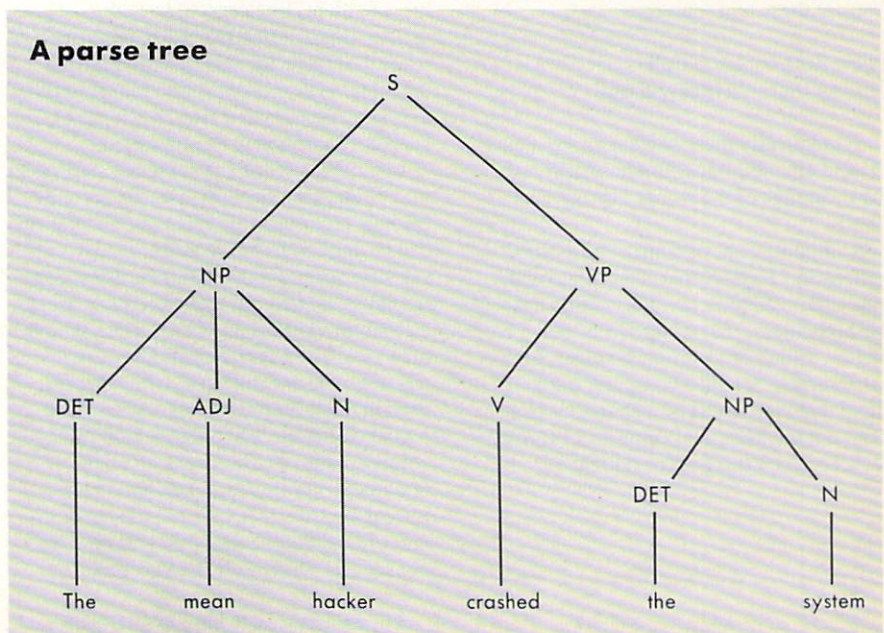 A parse tree
S
NP VP
DET ADJ N V NP
DET N
The mean hacker crashed the system